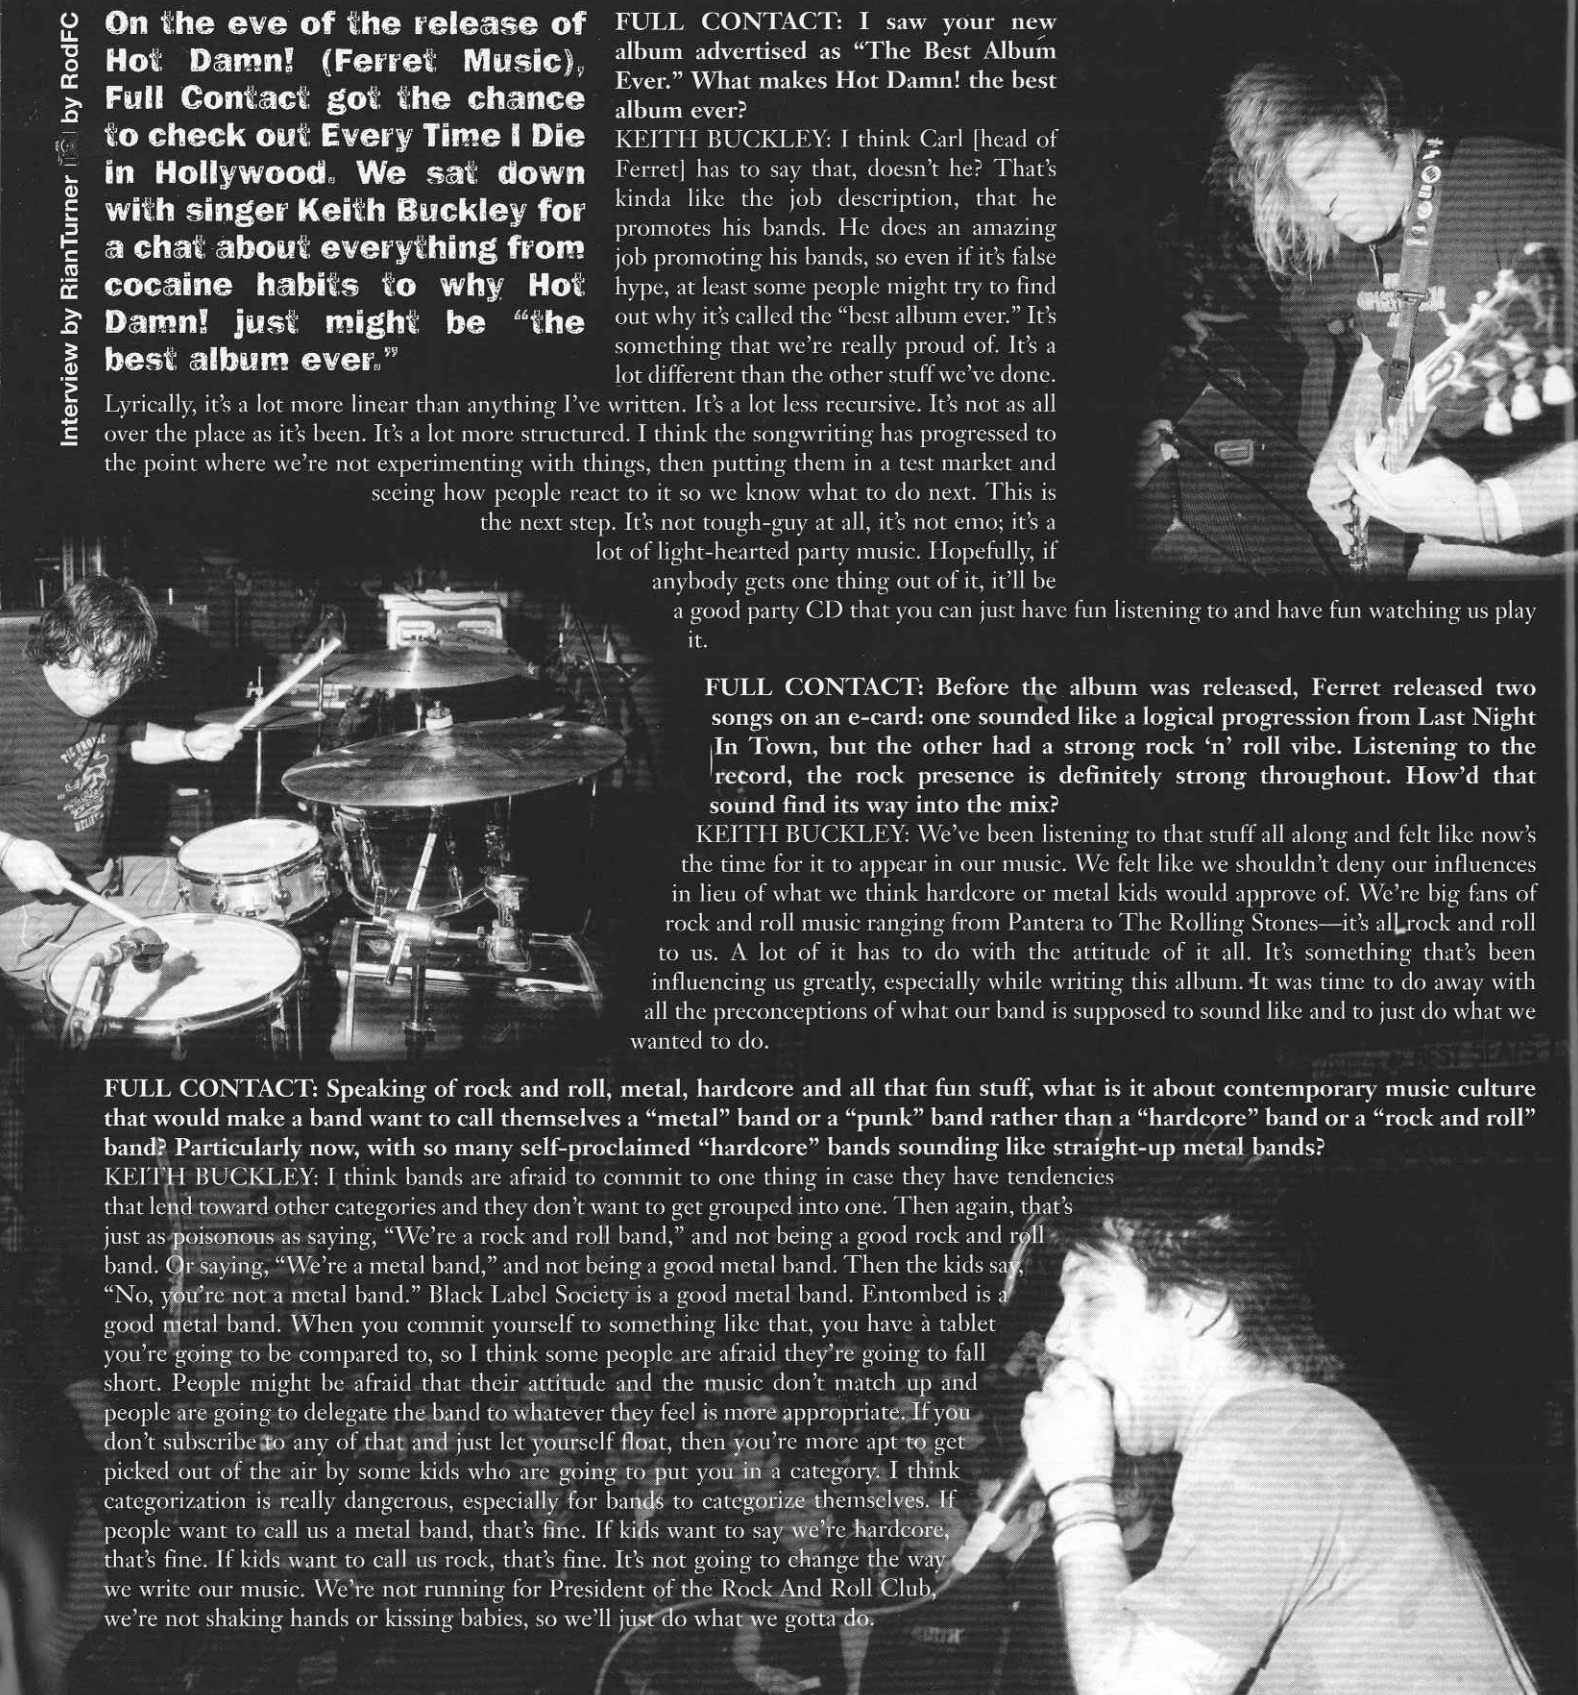 Interview by RianTurner by RodFC
On the eve of the release of
Hot Damn! (Ferret Music),
Full Contact got the chance
to check out Every Time I Die
in Hollywood. We sat down
with singer Keith Buckley for
a chat about everything from
cocaine habits to why Hot
Damn! just might be “the
best album ever.”
FULL CONTACT: I saw your new
album advertised as “The Best Album
Ever.” What makes Hot Damn! the best
album ever?
KEITH BUCKLEY: I think Carl [head of
Ferret] has to say that, doesn’t he? That’s
kinda like the job description, that he
promotes his bands. He does an amazing
job promoting his bands, so even if it’s false
hype, at least some people might try to find
out why it’s called the “best album ever.” It’s
something that we’re really proud of. It’s a
lot different than the other stuff we’ve done.
Lyrically, it’s a lot more linear than anything I’ve written. It’s a lot less recursive. It’s not as all
over the place as it’s been. It’s a lot more structured. I think the songwriting has progressed to
the point where we’re not experimenting with things, then putting them in a test market and
seeing how people react to it so we know what to do next. This is
the next step. It’s not tough-guy at all, it’s not emo; it’s a
lot of light-hearted party music. Hopefully, if
anybody gets one thing out of it, it’ll be
a good party CD that you can just have fun listening to and have fun watching us play
it.
FULL CONTACT: Before the album was released, Ferret released two
songs on an e-card: one sounded like a logical progression from Last Night
In Town, but the other had a strong rock ‘n’ roll vibe. Listening to the
record, the rock presence is definitely strong throughout. How’d that
sound find its way into the mix?
KEITH BUCKLEY: We’ve been listening to that stuff all along and felt like now’s
the time for it to appear in our music. We felt like we shouldn’t deny our influences
in lieu of what we think hardcore or metal kids would approve of. We’re big fans of
rock and roll music ranging from Pantera to The Rolling Stones—it’s all rock and roll
to us. A lot of it has to do with the attitude of it all. It’s something that’s been
influencing us greatly, especially while writing this album. It was time to do away with
all the preconceptions of what our band is supposed to sound like and to just do what we
wanted to do.
FULL CONTACT: Speaking of rock and roll, metal, hardcore and all that fun stuff, what is it about contemporary music culture
that would make a band want to call themselves a “metal” band or a “punk” band rather than a “hardcore” band or a “rock and roll”
band? Particularly now, with so many self-proclaimed “hardcore” bands sounding like straight-up metal bands?
KEITH BUCKLEY: I think bands are afraid to commit to one thing in case they have tendencies
that lend toward other categories and they don’t want to get grouped into one. Then again, that’s
just as poisonous as saying, “We’re a rock and roll band,” and not being a good rock and roll
band. Or saying, “We’re a metal band,” and not being a good metal band. Then the kids say,
“No, you’re not a metal band.” Black Label Society is a good metal band. Entombed is a
good metal band. When you commit yourself to something like that, you have a tablet
you’re going to be compared to, so I think some people are afraid they’re going to fall
short. People might be afraid that their attitude and the music don’t match up and
people are going to delegate the band to whatever they feel is more appropriate. If you
don’t subscribe to any of that and just let yourself float, then you’re more apt to get
picked out of the air by some kids who are going to put you in a category. I think
categorization is really dangerous, especially for bands to categorize themselves. If
people want to call us a metal band, that’s fine. If kids want to say we’re hardcore,
that’s fine. If kids want to call us rock, that’s fine. It’s not going to change the way
we write our music. We’re not running for President of the Rock And Roll Club,
we’re not shaking hands or kissing babies, so we’ll just do what we gotta do.